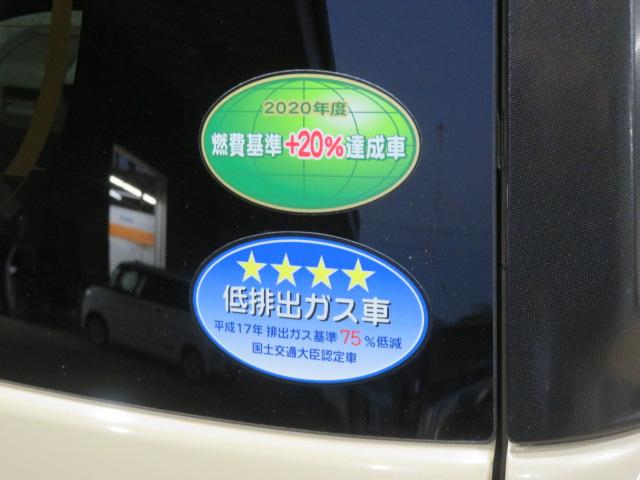 2020年度
燃費基準+20%達成車
★★★★
低排出ガス車
平成17年 排出ガス基準75%低減
国土交通大臣認定車